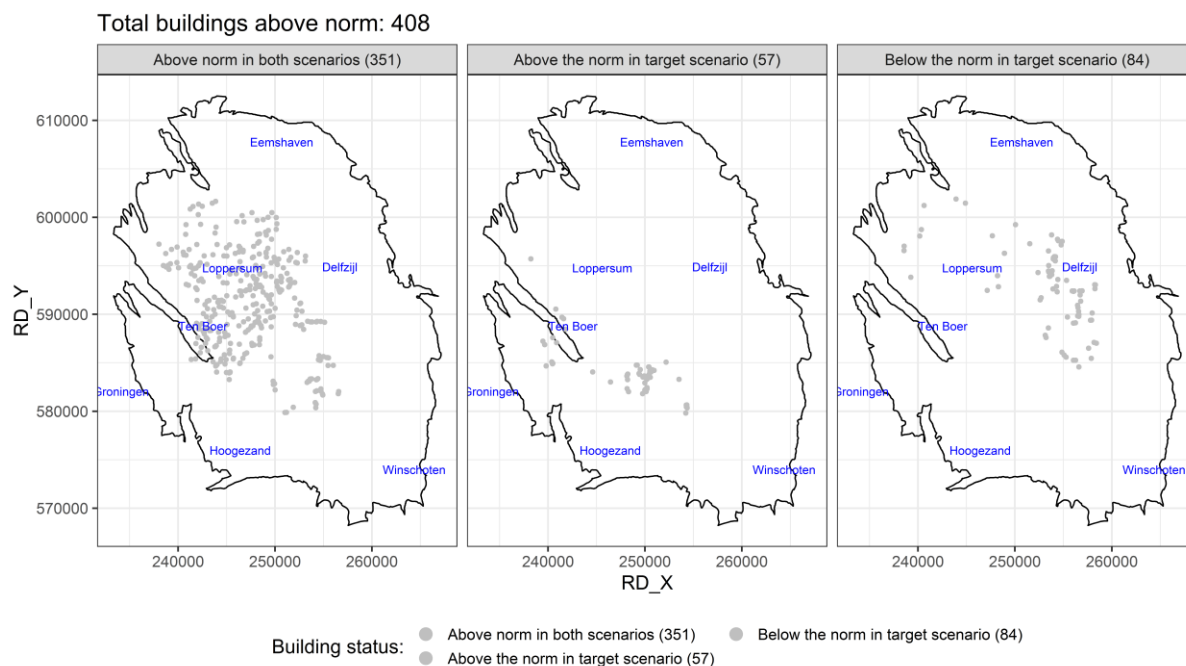 Total buildings above norm: 408
Above norm in both scenarios (351)
Above the norm in target scenario (57)
Below the norm in target scenario (84)
RD_Y
610000
600000
590000
580000
570000
Eemshaven
Loppersum
Delfzijl
Ten Boer
Groningen
Hoogezand
Winschoten
Eemshaven
Loppersum
Delfzijl
Ten Boer
Groningen
Hoogezand
Winschoten
Eemshaven
Loppersum
Delfzijl
Ten Boer
Groningen
Hoogezand
Winschoten
240000 250000 260000
240000 250000 260000
240000 250000 260000
RD_X
Building status:
Above norm in both scenarios (351)
Below the norm in target scenario (84)
Above the norm in target scenario (57)